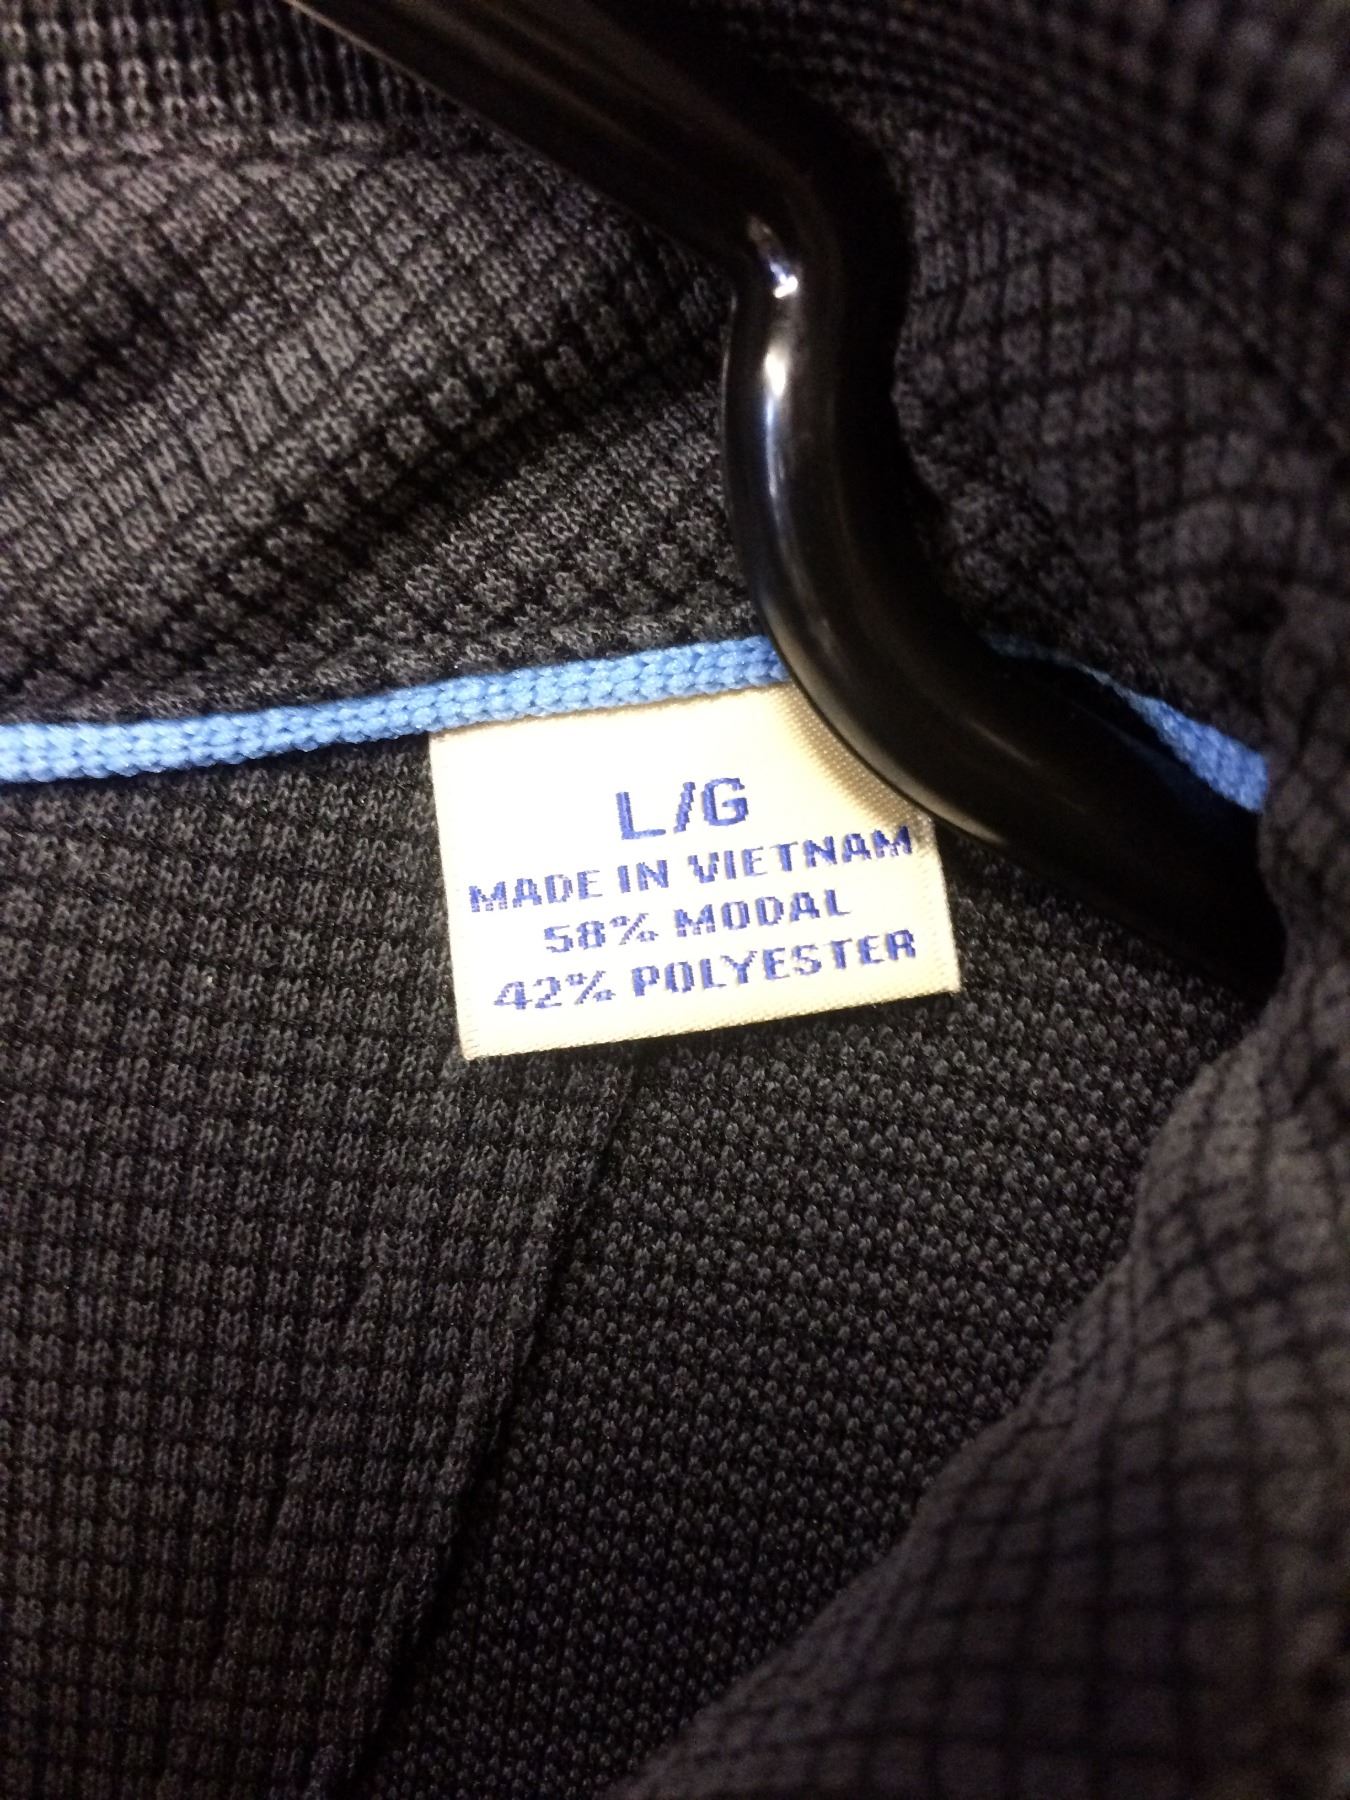 L/G
MADE IN VIETNAM
58% MODAL
42% POLYESTER